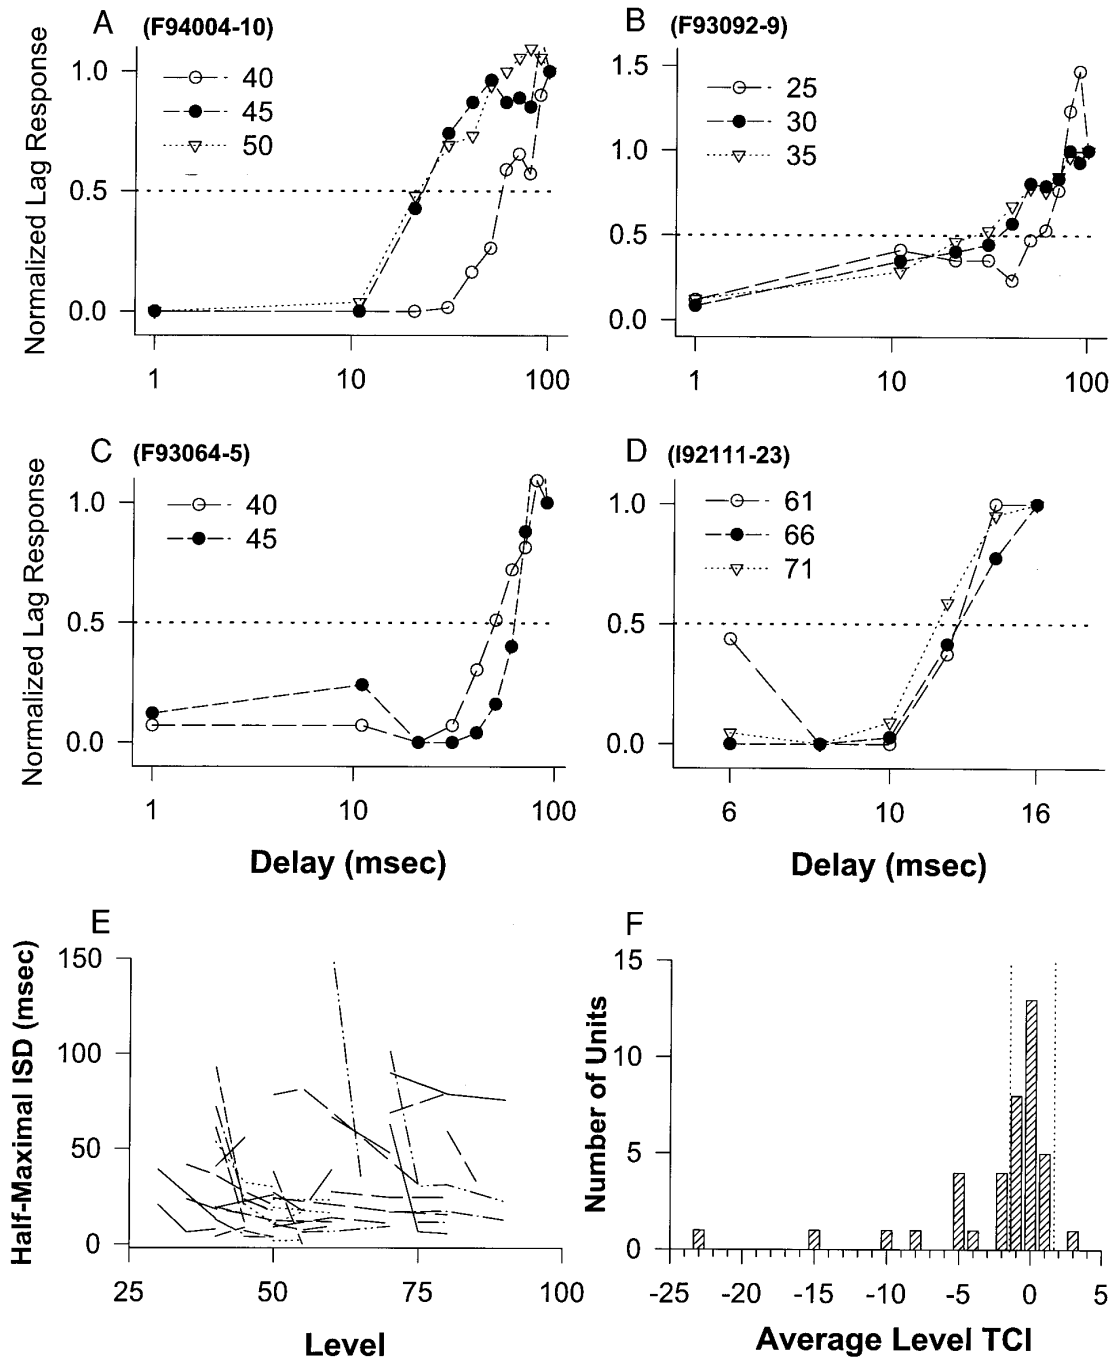 A (F94004-10)
Normalized Lag Response
1.0
0.5
0.0
40
45
50
1 10 100
B (F93092-9)
1.5
1.0
0.5
0.0
25
30
35
1 10 100
C (F93064-5)
Normalized Lag Response
1.0
0.5
0.0
40
45
1 10 100
Delay (msec)
D (I92111-23)
1.0
0.5
0.0
61
66
71
6 10 16
Delay (msec)
E
Half-Maximal ISD (msec)
150
100
50
0
25 50 75 100
Level
F
Number of Units
15
10
5
0
-25 -20 -15 -10 -5 0 5
Average Level TCI